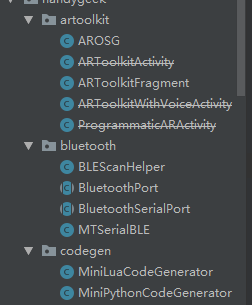 handygeek
artoolkit
AROSG
ARToolkitActivity
ARToolkitFragment
ARToolkitWithVoiceActivity
ProgrammaticARActivity
bluetooth
BLEScanHelper
BluetoothPort
BluetoothSerialPort
MTSerialBLE
codegen
MiniLuaCodeGenerator
MiniPythonCodeGenerator